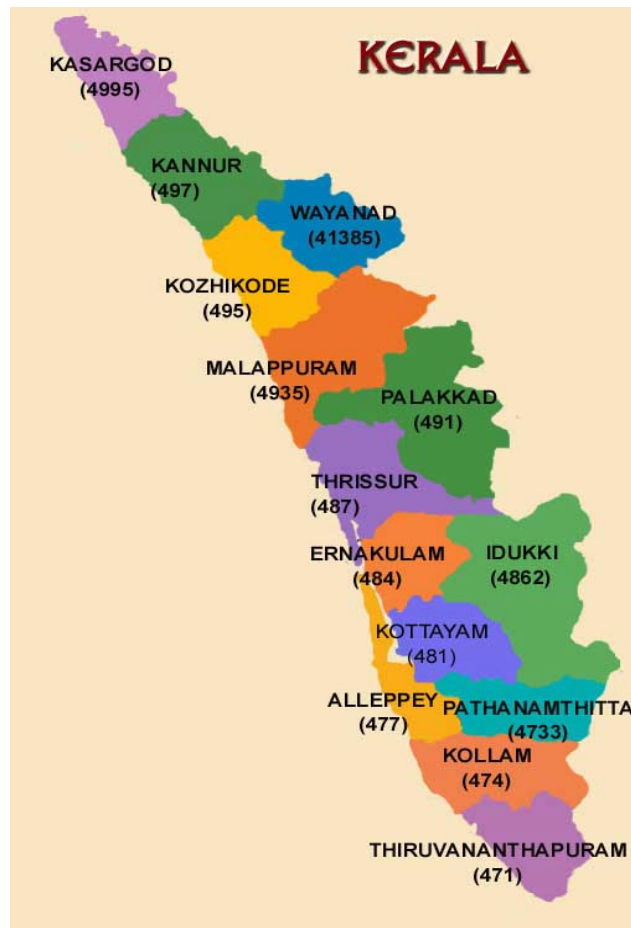 KERALA
KASARGOD
(4995)
KANNUR
(497)
WAYANAD
(41385)
KOZHIKODE
(495)
MALAPPURAM
(4935)
PALAKKAD
(491)
THRISSUR
(487)
ERNAKULAM
(484)
IDUKKI
(4862)
KOTTAYAM
(481)
ALLEPPEY
(477)
PATHANAMTHITTA
(4733)
KOLLAM
(474)
THIRUVANANTHAPURAM
(471)